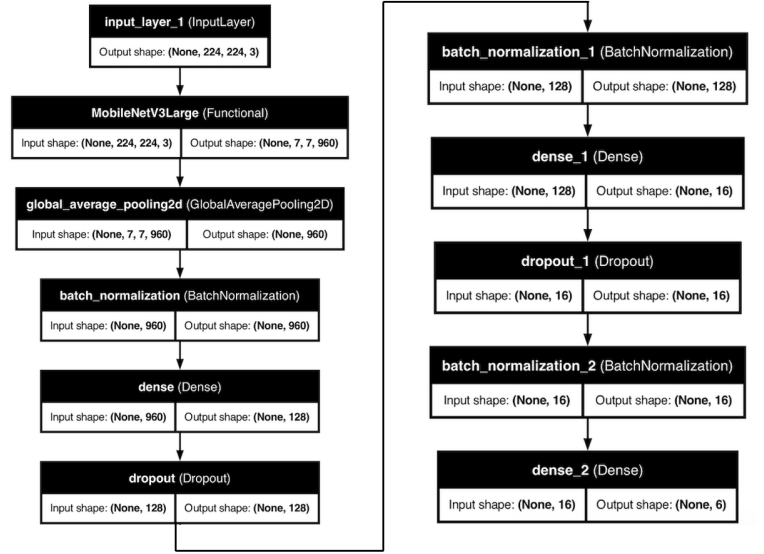 input_layer_1 (InputLayer)
Output shape: (None, 224, 224, 3)
MobileNetV3Large (Functional)
Input shape: (None, 224, 224, 3) Output shape: (None, 7, 7, 960)
global_average_pooling2d (GlobalAveragePooling2D)
Input shape: (None, 7, 7, 960) Output shape: (None, 960)
batch_normalization (BatchNormalization)
Input shape: (None, 960) Output shape: (None, 960)
dense (Dense)
Input shape: (None, 960) Output shape: (None, 128)
dropout (Dropout)
Input shape: (None, 128) Output shape: (None, 128)
batch_normalization_1 (BatchNormalization)
Input shape: (None, 128) Output shape: (None, 128)
dense_1 (Dense)
Input shape: (None, 128) Output shape: (None, 16)
dropout_1 (Dropout)
Input shape: (None, 16) Output shape: (None, 16)
batch_normalization_2 (BatchNormalization)
Input shape: (None, 16) Output shape: (None, 16)
dense_2 (Dense)
Input shape: (None, 16) Output shape: (None, 6)